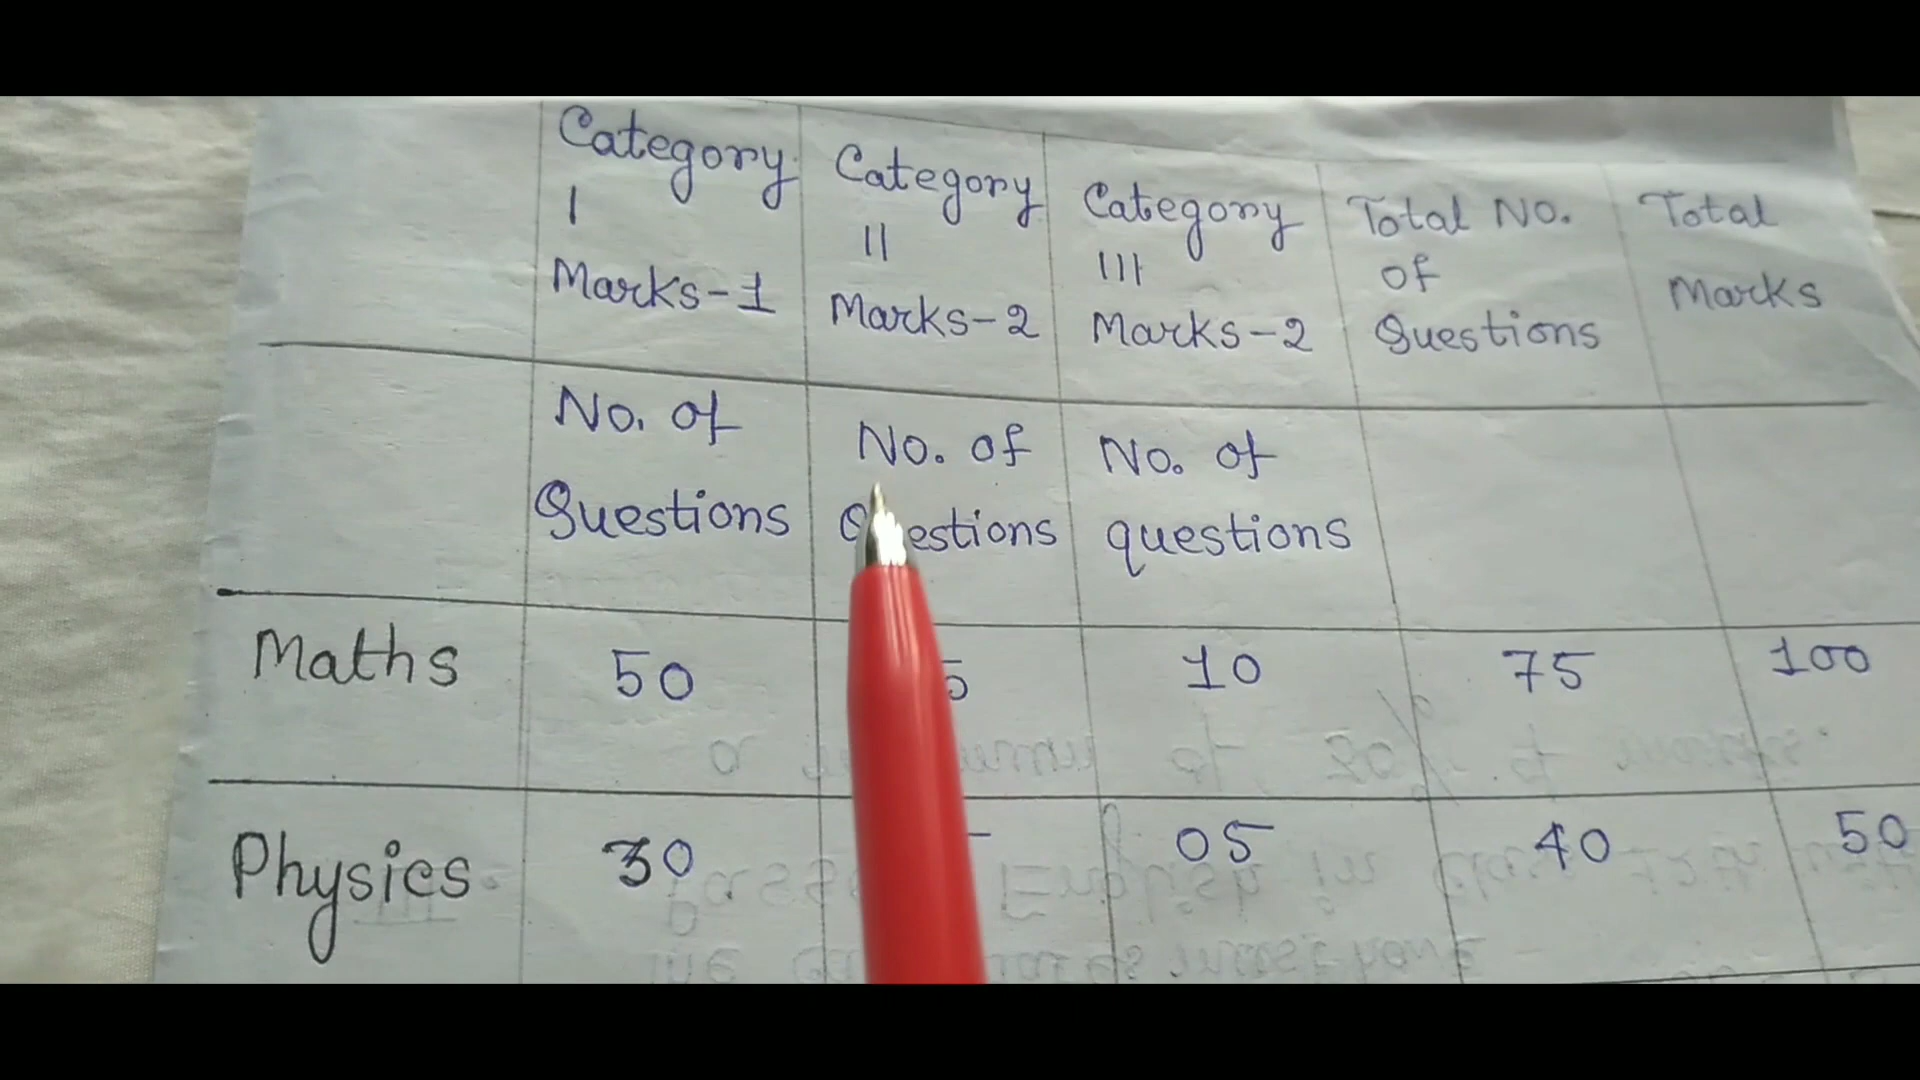 Category
I
Marks-1
Category
II
Marks-2
Category
III
Marks-2
Total No.
of
Questions
Total
Marks
No. of
Questions
No. of
No. of
questions
Maths
50
5
10
75
100
Physics
30
05
40
50